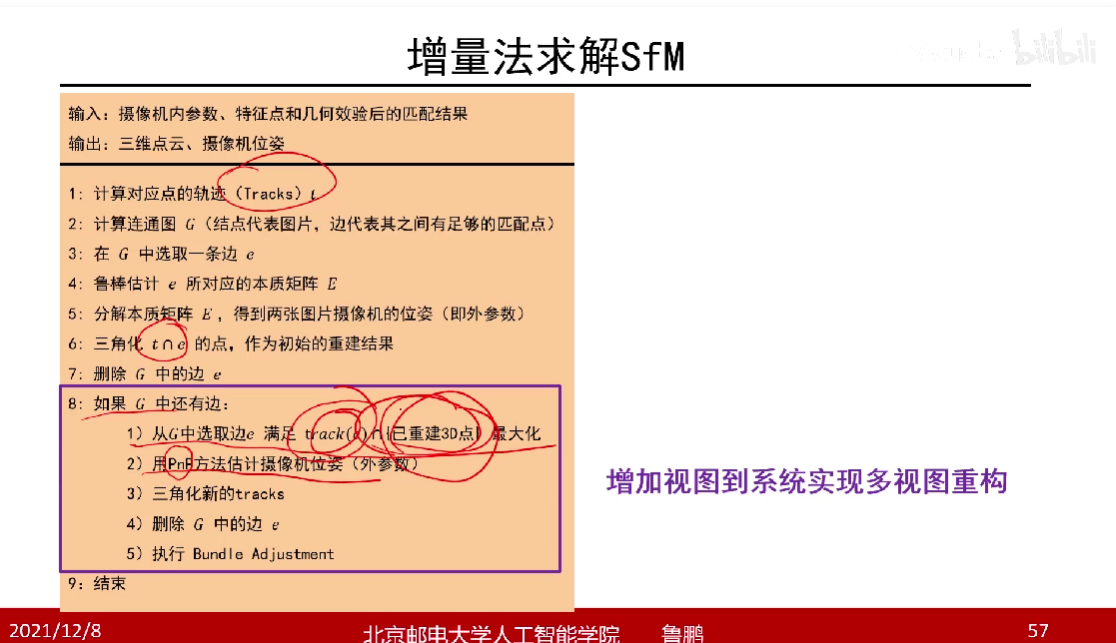 增量法求解SfM
bilibili
输入：摄像机内参数、特征点和几何效验后的匹配结果
输出：三维点云、摄像机位姿
1: 计算对应点的轨迹（Tracks）t
2: 计算连通图 G（结点代表图片，边代表其之间有足够的匹配点）
3: 在 G 中选取一条边 e
4: 鲁棒估计 e 所对应的本质矩阵 E
5: 分解本质矩阵 E，得到两张图片摄像机的位姿（即外参数）
6: 三角化 t∩e 的点，作为初始的重建结果
7: 删除 G 中的边 e
8: 如果 G 中还有边：
1）从G中选取边e 满足 track(e)∩{已重建3D点} 最大化
2）用PnP方法估计摄像机位姿（外参数）
3）三角化新的tracks
4）删除 G 中的边 e
5）执行 Bundle Adjustment
9: 结束
增加视图到系统实现多视图重构
2021/12/8
北京邮电大学人工智能学院 鲁鹏
57